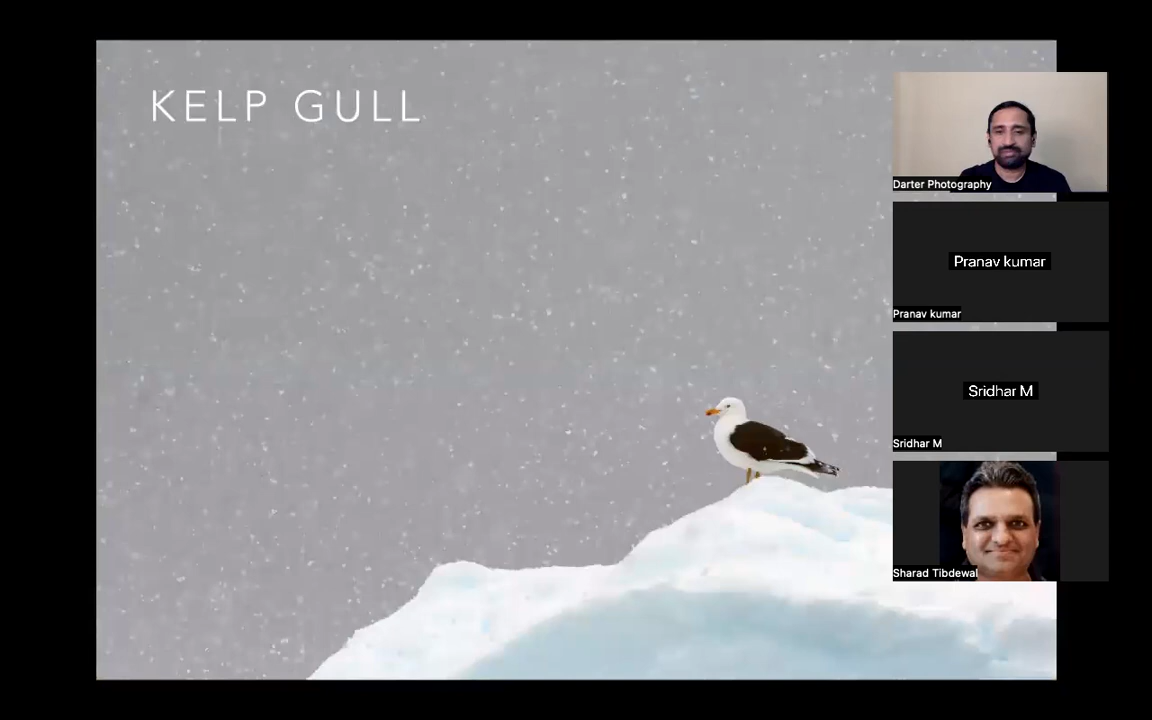 KELP GULL
Darter Photography
Pranav kumar
Pranav kumar
Sridhar M
Sridhar M
Sharad Tibdewal